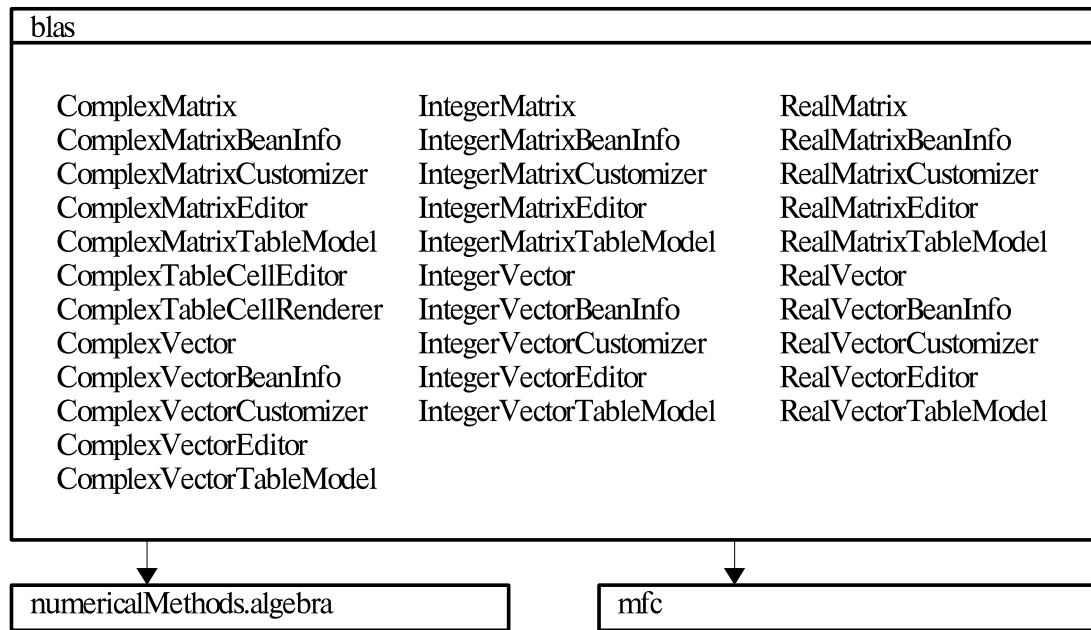 blas
ComplexMatrix
ComplexMatrixBeanInfo
ComplexMatrixCustomizer
ComplexMatrixEditor
ComplexMatrixTableModel
ComplexTableCellEditor
ComplexTableCellRenderer
ComplexVector
ComplexVectorBeanInfo
ComplexVectorCustomizer
ComplexVectorEditor
ComplexVectorTableModel
IntegerMatrix
IntegerMatrixBeanInfo
IntegerMatrixCustomizer
IntegerMatrixEditor
IntegerMatrixTableModel
IntegerVector
IntegerVectorBeanInfo
IntegerVectorCustomizer
IntegerVectorEditor
IntegerVectorTableModel
RealMatrix
RealMatrixBeanInfo
RealMatrixCustomizer
RealMatrixEditor
RealMatrixTableModel
RealVector
RealVectorBeanInfo
RealVectorCustomizer
RealVectorEditor
RealVectorTableModel
numericalMethods.algebra
mfc